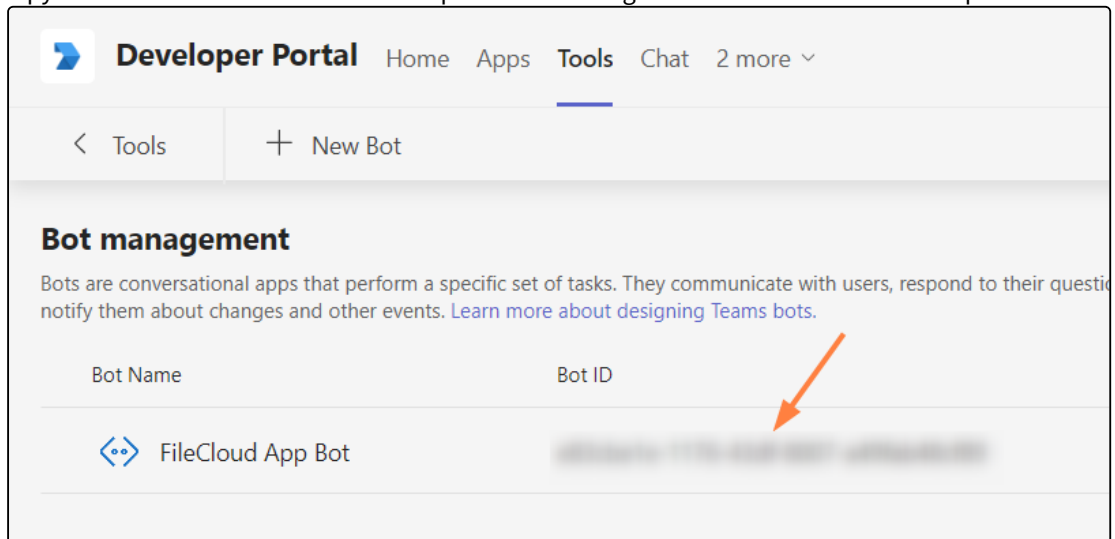 Developer Portal Home Apps Tools Chat 2 more
Tools New Bot
Bot management
Bots are conversational apps that perform a specific set of tasks. They communicate with users, respond to their
notify them about changes and other events. Learn more about designing Teams bots.
Bot Name Bot ID
FileCloud App Bot